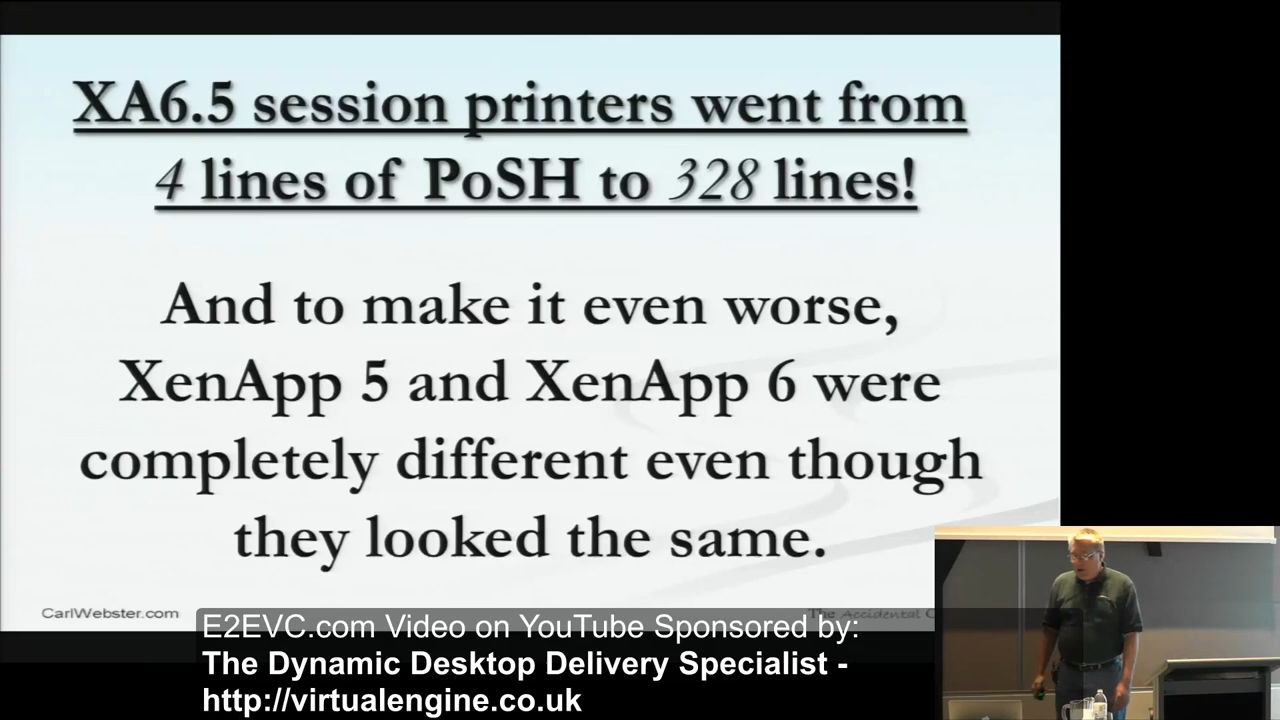 XA6.5 session printers went from
4 lines of PoSH to 328 lines!
And to make it even worse,
XenApp 5 and XenApp 6 were
completely different even though
they looked the same.
CarlWebster.com
The Accidental C
E2EVC.com Video on YouTube Sponsored by:
The Dynamic Desktop Delivery Specialist -
http://virtualengine.co.uk